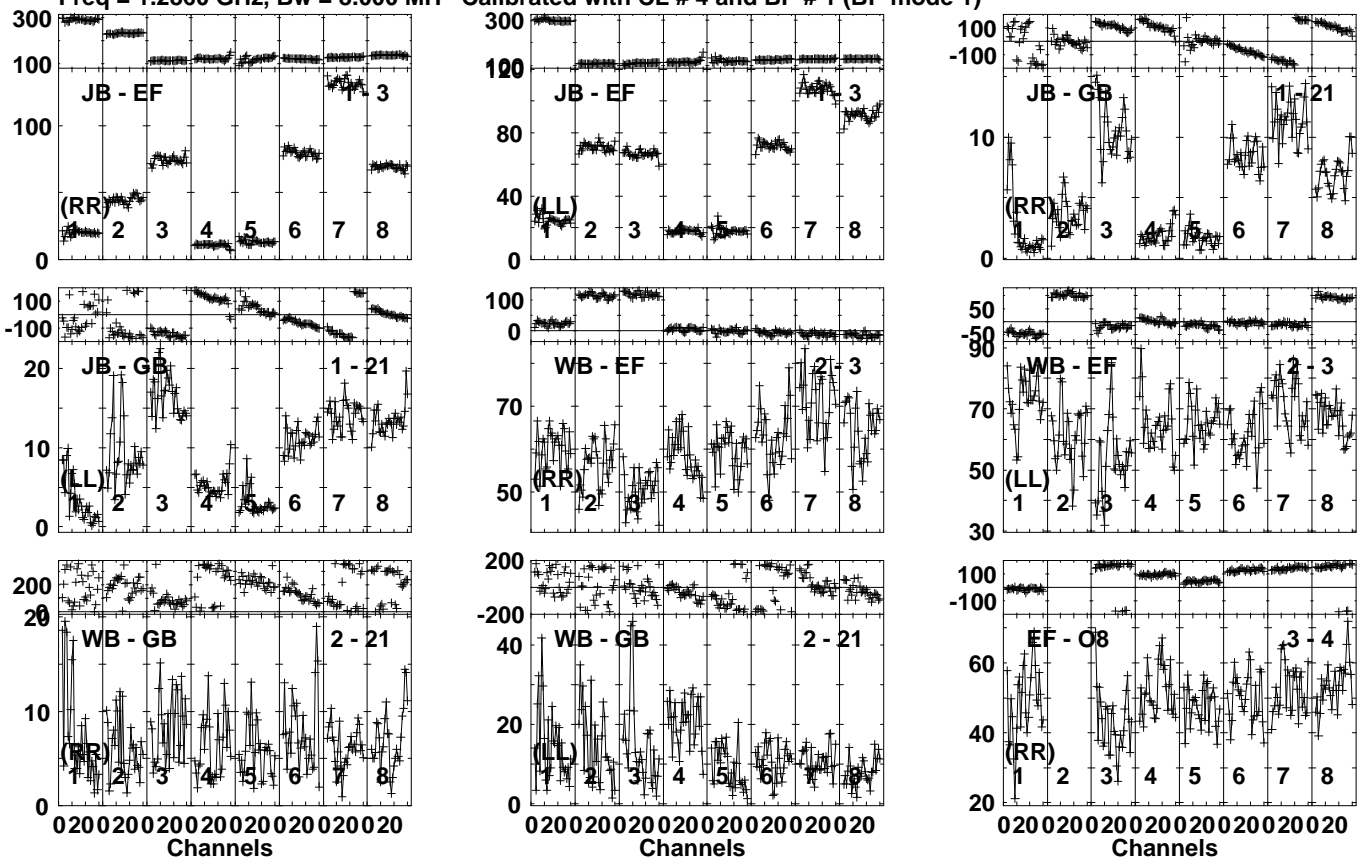 Freq = 1.2800 GHz, Bw = 8.000 MH Calibrated with CL # 4 and BP # 1 (BP mode 1)
300
100
JB - EF 1 - 3
100
(RR)
1 2 3 4 5 6 7 8
0
300
100
120
JB - EF 1 - 3
80
40
(LL)
1 2 3 4 5 6 7 8
0
100
-100
JB - GB 1 - 21
10
(RR)
1 2 3 4 5 6 7 8
0
100
-100
20
JB - GB 1 - 21
10
(LL)
1 2 3 4 5 6 7 8
0
100
0
WB - EF 2 - 3
70
50
(RR)
1 2 3 4 5 6 7 8
50
-50
90
WB - EF 2 - 3
70
50
(LL)
1 2 3 4 5 6 7 8
30
200
0
20
WB - GB 2 - 21
10
(RR)
1 2 3 4 5 6 7 8
0
200
-200
40
WB - GB 2 - 21
20
(LL)
1 2 3 4 5 6 7 8
0
100
-100
80
EF - O8 3 - 4
60
40
(RR)
1 2 3 4 5 6 7 8
20
0 20 0 20 0 20 0 20 0 20 0 20 0 20 0 20
0 20 0 20 0 20 0 20 0 20 0 20 0 20 0 20
0 20 0 20 0 20 0 20 0 20 0 20 0 20 0 20
Channels Channels Channels